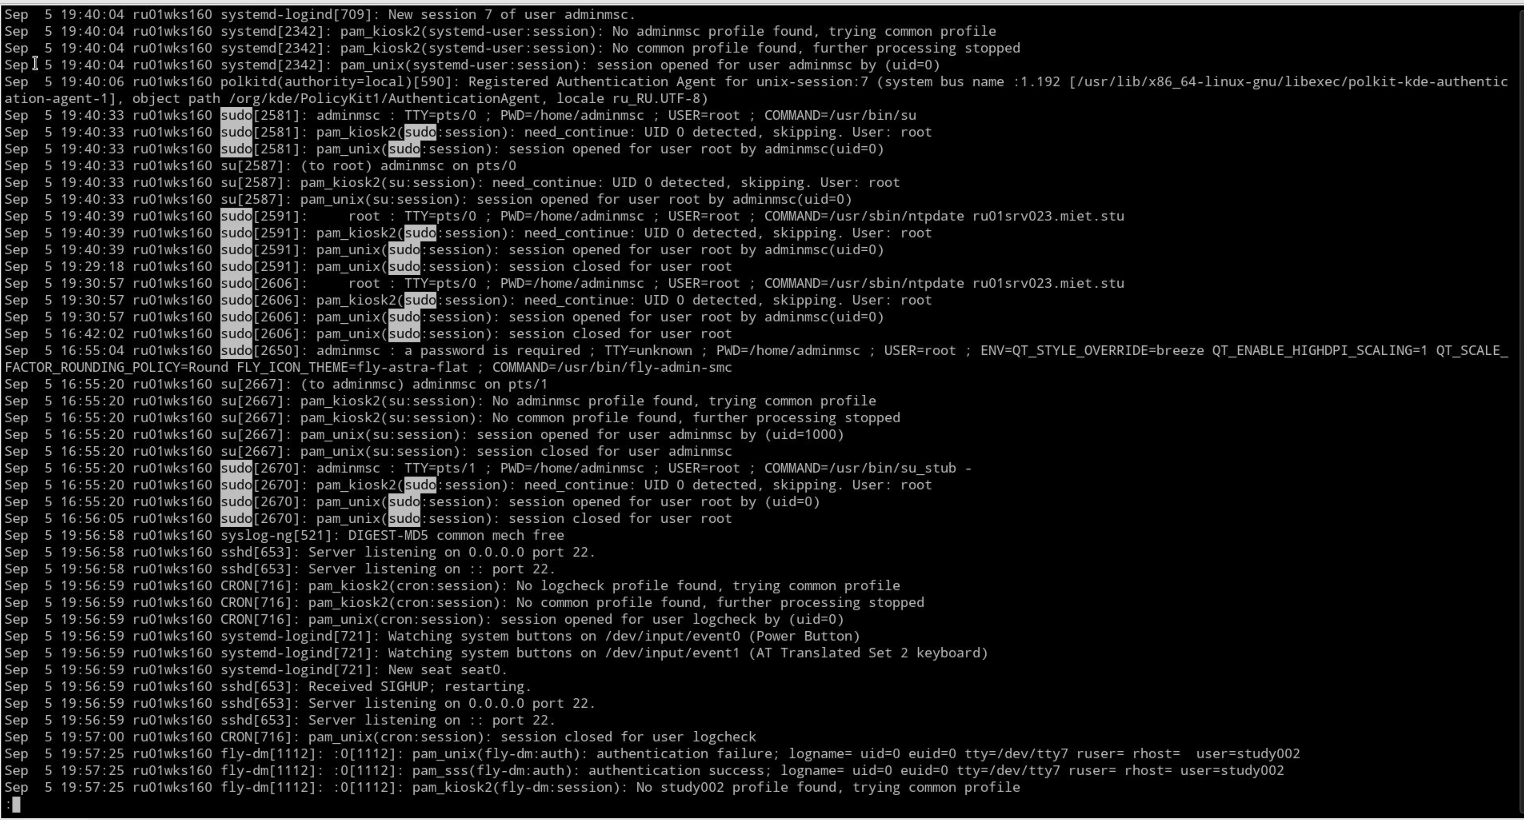 Sep  5 19:40:04 ru01wks160 systemd-logind[709]: New session 7 of user adminmsc.
Sep  5 19:40:04 ru01wks160 systemd[2342]: pam_kiosk2(systemd-user:session): No adminmsc profile found, trying common profile
Sep  5 19:40:04 ru01wks160 systemd[2342]: pam_kiosk2(systemd-user:session): No common profile found, further processing stopped
Sep  5 19:40:04 ru01wks160 systemd[2342]: pam_unix(systemd-user:session): session opened for user adminmsc by (uid=0)
Sep  5 19:40:06 ru01wks160 polkitd(authority=local)[590]: Registered Authentication Agent for unix-session:7 (system bus name :1.192 [/usr/lib/x86_64-linux-gnu/libexec/polkit-kde-authentic
ation-agent-1], object path /org/kde/PolicyKit1/AuthenticationAgent, locale ru_RU.UTF-8)
Sep  5 19:40:33 ru01wks160 sudo[2581]: adminmsc : TTY=pts/0 ; PWD=/home/adminmsc ; USER=root ; COMMAND=/usr/bin/su
Sep  5 19:40:33 ru01wks160 sudo[2581]: pam_kiosk2(sudo:session): need_continue: UID 0 detected, skipping. User: root
Sep  5 19:40:33 ru01wks160 sudo[2581]: pam_unix(sudo:session): session opened for user root by adminmsc(uid=0)
Sep  5 19:40:33 ru01wks160 su[2587]: (to root) adminmsc on pts/0
Sep  5 19:40:33 ru01wks160 su[2587]: pam_kiosk2(su:session): need_continue: UID 0 detected, skipping. User: root
Sep  5 19:40:33 ru01wks160 su[2587]: pam_unix(su:session): session opened for user root by adminmsc(uid=0)
Sep  5 19:40:39 ru01wks160 sudo[2591]:     root : TTY=pts/0 ; PWD=/home/adminmsc ; USER=root ; COMMAND=/usr/sbin/ntpdate ru01srv023.miet.stu
Sep  5 19:40:39 ru01wks160 sudo[2591]: pam_kiosk2(sudo:session): need_continue: UID 0 detected, skipping. User: root
Sep  5 19:40:39 ru01wks160 sudo[2591]: pam_unix(sudo:session): session opened for user root by adminmsc(uid=0)
Sep  5 19:29:18 ru01wks160 sudo[2591]: pam_unix(sudo:session): session closed for user root
Sep  5 19:30:57 ru01wks160 sudo[2606]:     root : TTY=pts/0 ; PWD=/home/adminmsc ; USER=root ; COMMAND=/usr/sbin/ntpdate ru01srv023.miet.stu
Sep  5 19:30:57 ru01wks160 sudo[2606]: pam_kiosk2(sudo:session): need_continue: UID 0 detected, skipping. User: root
Sep  5 19:30:57 ru01wks160 sudo[2606]: pam_unix(sudo:session): session opened for user root by adminmsc(uid=0)
Sep  5 16:42:02 ru01wks160 sudo[2606]: pam_unix(sudo:session): session closed for user root
Sep  5 16:55:04 ru01wks160 sudo[2650]: adminmsc : a password is required ; TTY=unknown ; PWD=/home/adminmsc ; USER=root ; ENV=QT_STYLE_OVERRIDE=breeze QT_ENABLE_HIGHDPI_SCALING=1 QT_SCALE_
FACTOR_ROUNDING_POLICY=Round FLY_ICON_THEME=fly-astra-flat ; COMMAND=/usr/bin/fly-admin-smc
Sep  5 16:55:20 ru01wks160 su[2667]: (to adminmsc) adminmsc on pts/1
Sep  5 16:55:20 ru01wks160 su[2667]: pam_kiosk2(su:session): No adminmsc profile found, trying common profile
Sep  5 16:55:20 ru01wks160 su[2667]: pam_kiosk2(su:session): No common profile found, further processing stopped
Sep  5 16:55:20 ru01wks160 su[2667]: pam_unix(su:session): session opened for user adminmsc by (uid=1000)
Sep  5 16:55:20 ru01wks160 su[2667]: pam_unix(su:session): session closed for user adminmsc
Sep  5 16:55:20 ru01wks160 sudo[2670]: adminmsc : TTY=pts/1 ; PWD=/home/adminmsc ; USER=root ; COMMAND=/usr/bin/su_stub -
Sep  5 16:55:20 ru01wks160 sudo[2670]: pam_kiosk2(sudo:session): need_continue: UID 0 detected, skipping. User: root
Sep  5 16:55:20 ru01wks160 sudo[2670]: pam_unix(sudo:session): session opened for user root by (uid=0)
Sep  5 16:56:05 ru01wks160 sudo[2670]: pam_unix(sudo:session): session closed for user root
Sep  5 19:56:58 ru01wks160 syslog-ng[521]: DIGEST-MD5 common mech free
Sep  5 19:56:58 ru01wks160 sshd[653]: Server listening on 0.0.0.0 port 22.
Sep  5 19:56:58 ru01wks160 sshd[653]: Server listening on :: port 22.
Sep  5 19:56:59 ru01wks160 CRON[716]: pam_kiosk2(cron:session): No logcheck profile found, trying common profile
Sep  5 19:56:59 ru01wks160 CRON[716]: pam_kiosk2(cron:session): No common profile found, further processing stopped
Sep  5 19:56:59 ru01wks160 CRON[716]: pam_unix(cron:session): session opened for user logcheck by (uid=0)
Sep  5 19:56:59 ru01wks160 systemd-logind[721]: Watching system buttons on /dev/input/event0 (Power Button)
Sep  5 19:56:59 ru01wks160 systemd-logind[721]: Watching system buttons on /dev/input/event1 (AT Translated Set 2 keyboard)
Sep  5 19:56:59 ru01wks160 systemd-logind[721]: New seat seat0.
Sep  5 19:56:59 ru01wks160 sshd[653]: Received SIGHUP; restarting.
Sep  5 19:56:59 ru01wks160 sshd[653]: Server listening on 0.0.0.0 port 22.
Sep  5 19:56:59 ru01wks160 sshd[653]: Server listening on :: port 22.
Sep  5 19:57:00 ru01wks160 CRON[716]: pam_unix(cron:session): session closed for user logcheck
Sep  5 19:57:25 ru01wks160 fly-dm[1112]: :0[1112]: pam_unix(fly-dm:auth): authentication failure; logname= uid=0 euid=0 tty=/dev/tty7 ruser= rhost=  user=study002
Sep  5 19:57:25 ru01wks160 fly-dm[1112]: :0[1112]: pam_sss(fly-dm:auth): authentication success; logname= uid=0 euid=0 tty=/dev/tty7 ruser= rhost= user=study002
Sep  5 19:57:25 ru01wks160 fly-dm[1112]: :0[1112]: pam_kiosk2(fly-dm:session): No study002 profile found, trying common profile
: